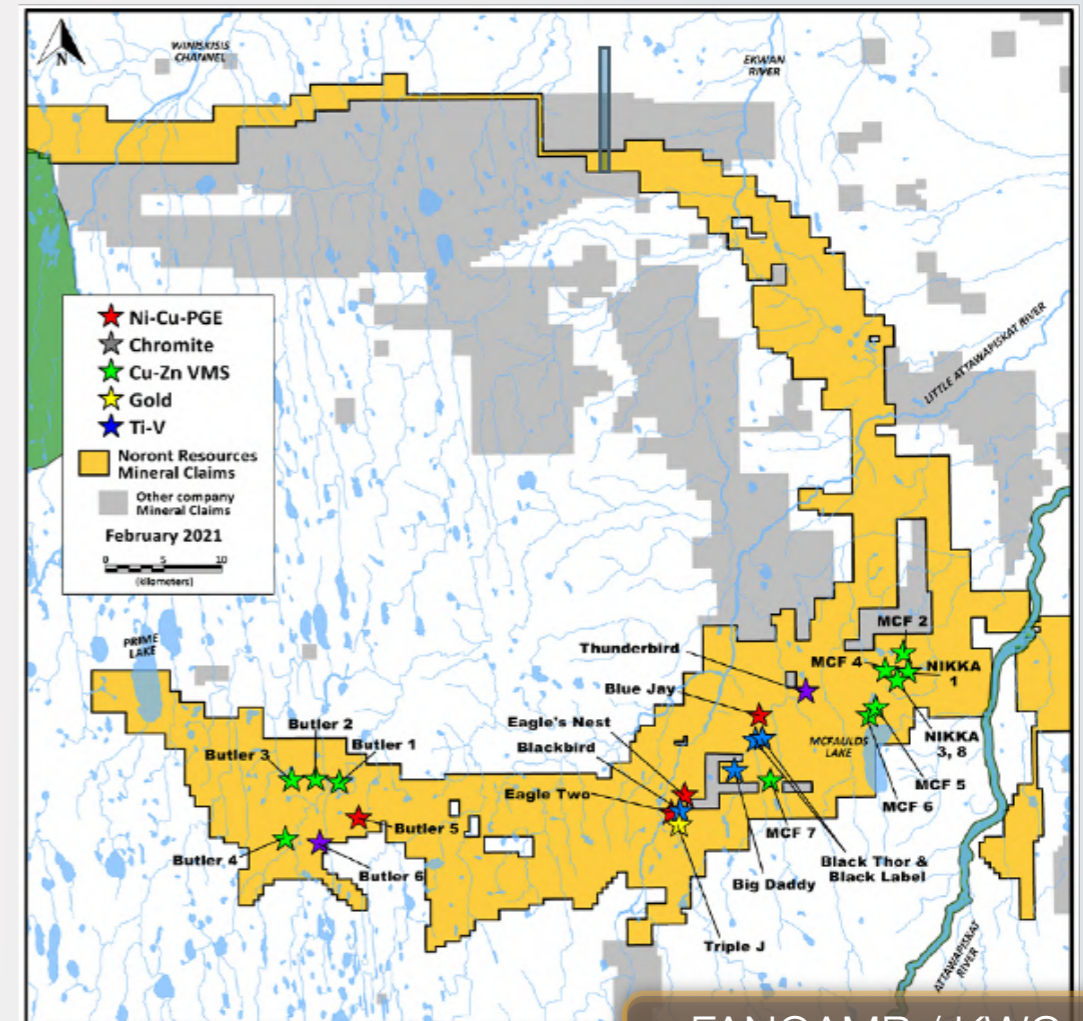 WINISKISIS
CHANNEL
EKWAN
RIVER
N
Ni-Cu-PGE
Chromite
Cu-Zn VMS
Gold
Ti-V
Noront Resources
Mineral Claims
Other company
Mineral Claims
February 2021
0 5 10
(kilometers)
LITTLE ATTAWAPISKAT RIVER
PRIME
LAKE
MCF 2
Thunderbird
MCF 4
NIKKA
1
Blue Jay
Eagle's Nest
Butler 2
Butler 1
Butler 3
Blackbird
MCFAULDS
LAKE
NIKKA
3, 8
MCF 5
Eagle Two
MCF 6
Butler 5
MCF 7
Butler 4
Butler 6
Black Thor &
Black Label
Big Daddy
Triple J
ATTAWAPISKAT
RIVER